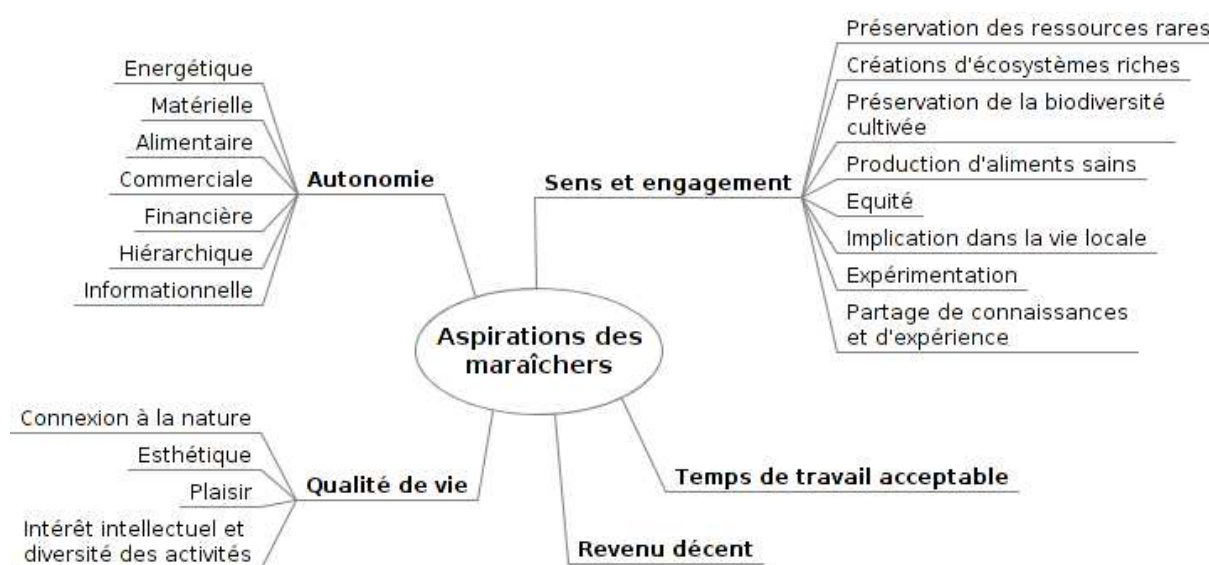 Energétique
Matérielle
Alimentaire
Commerciale
Financière
Hiérarchique
Informationnelle
Autonomie
Sens et engagement
Préservation des ressources rares
Créations d'écosystèmes riches
Préservation de la biodiversité
cultivée
Production d'aliments sains
Equité
Implication dans la vie locale
Expérimentation
Partage de connaissances
et d'expérience
Aspirations des
maraîchers
Connexion à la nature
Esthétique
Plaisir
Intérêt intellectuel et
diversité des activités
Qualité de vie
Temps de travail acceptable
Revenu décent